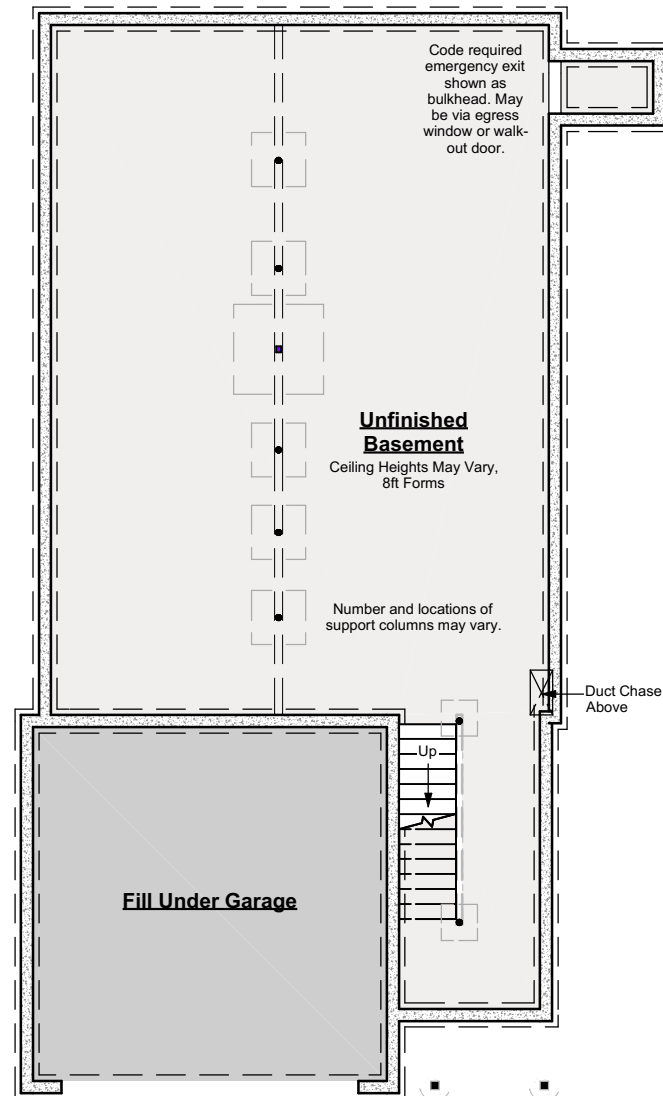 Code required
emergency exit
shown as
bulkhead. May
be via egress
window or walk-
out door.
Unfinished
Basement
Ceiling Heights May Vary,
8ft Forms
Number and locations of
support columns may vary.
Duct Chase
Above
Up
Fill Under Garage